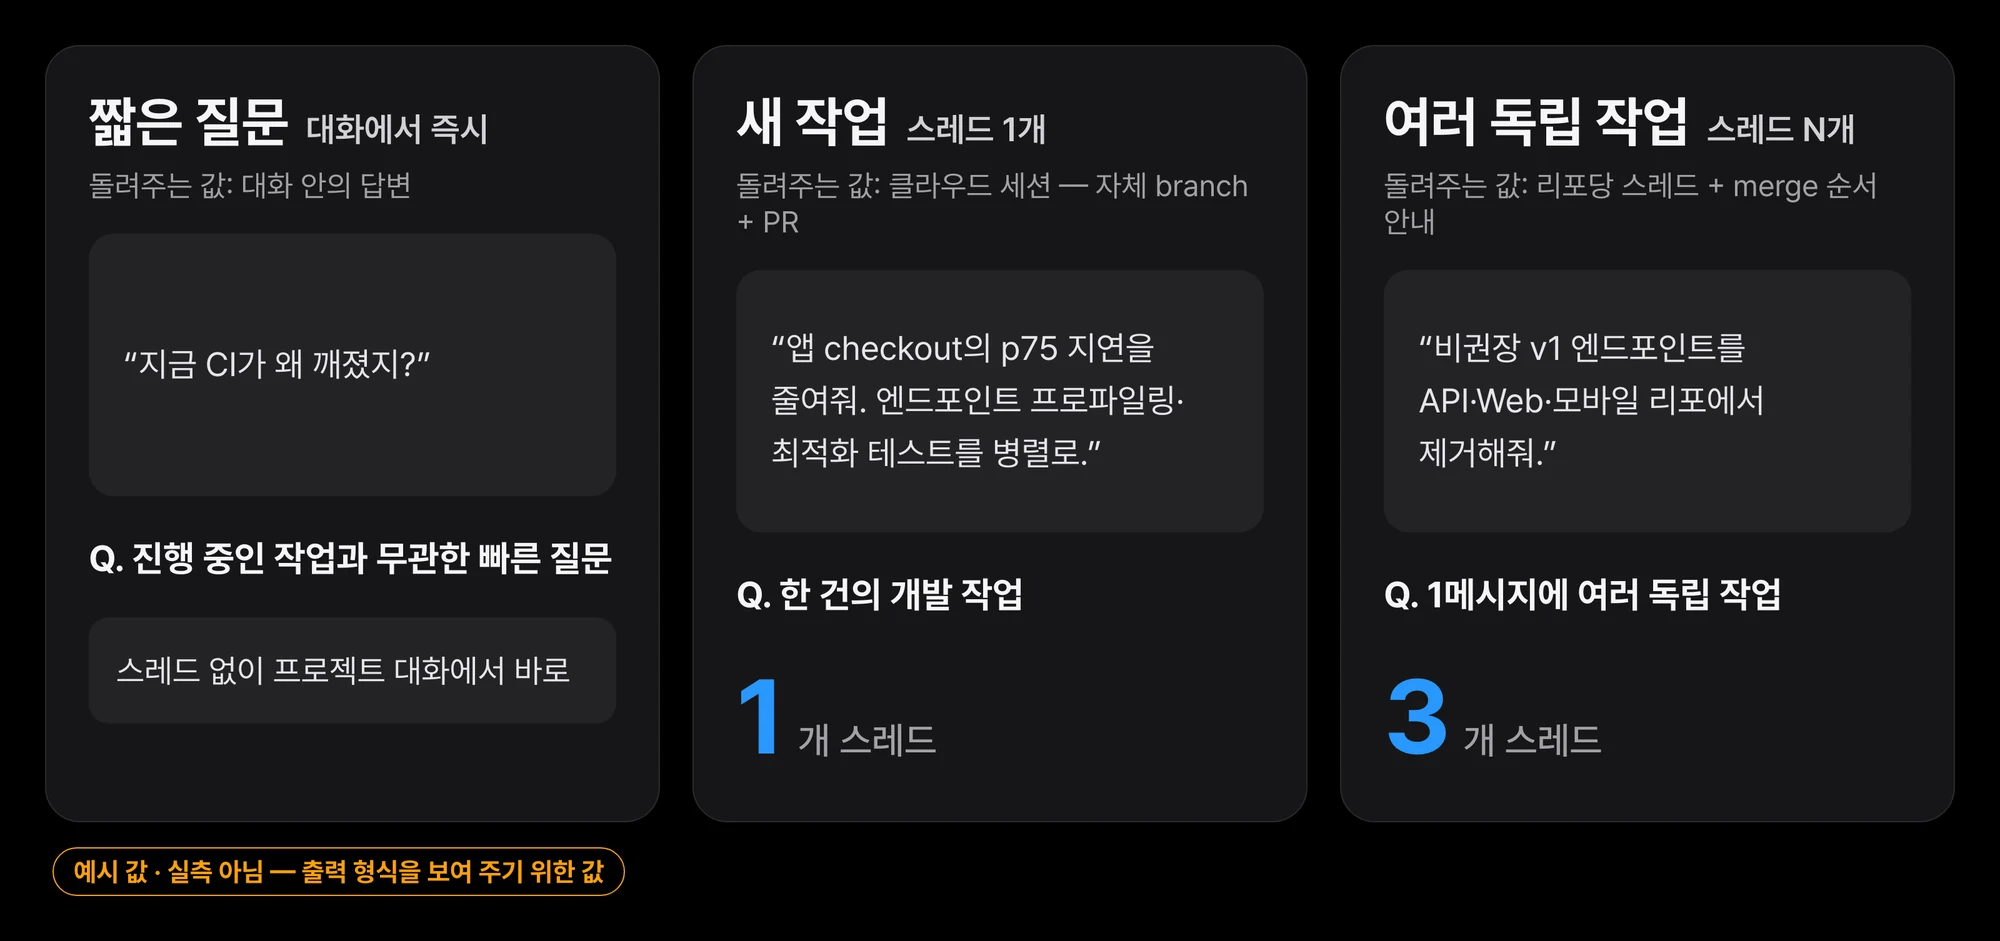 짧은 질문 대화에서 즉시
돌려주는 값: 대화 안의 답변
“지금 CI가 왜 깨졌지?”
Q. 진행 중인 작업과 무관한 빠른 질문
스레드 없이 프로젝트 대화에서 바로
새 작업 스레드 1개
돌려주는 값: 클라우드 세션 — 자체 branch
+ PR
“앱 checkout의 p75 지연을
줄여줘. 엔드포인트 프로파일링·
최적화 테스트를 병렬로.”
Q. 한 건의 개발 작업
1 개 스레드
여러 독립 작업 스레드 N개
돌려주는 값: 리포당 스레드 + merge 순서
안내
“비권장 v1 엔드포인트를
API·Web·모바일 리포에서
제거해줘.”
Q. 1메시지에 여러 독립 작업
3 개 스레드
예시 값 · 실측 아님 — 출력 형식을 보여 주기 위한 값